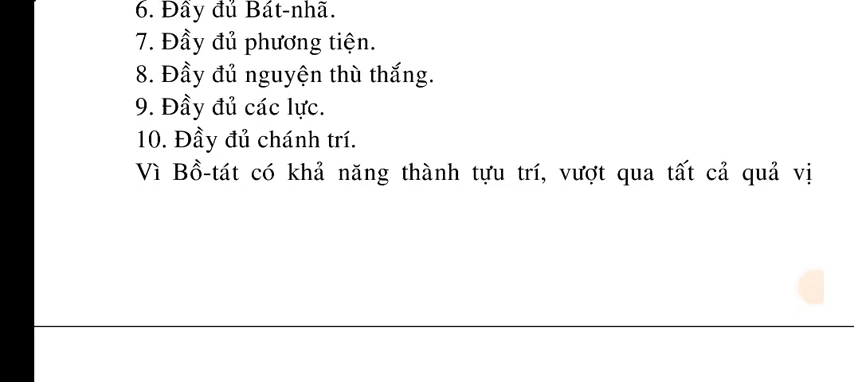 6. Đầy đủ Bát-nhã.
7. Đầy đủ phương tiện.
8. Đầy đủ nguyện thù thắng.
9. Đầy đủ các lực.
10. Đầy đủ chánh trí.
Vì Bồ-tát có khả năng thành tựu trí, vượt qua tất cả quả vị